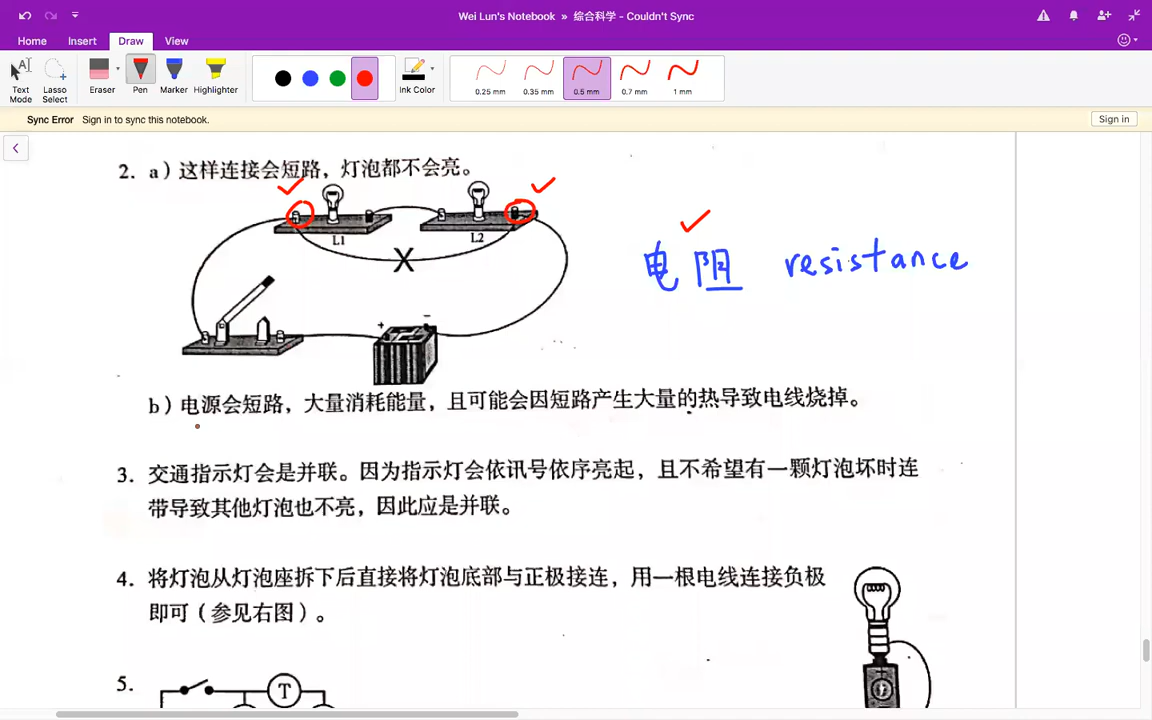 Wei Lun's Notebook » 综合科学 - Couldn't Sync
Home Insert Draw View
Text Mode
Lasso Select
Eraser
Pen
Marker
Highlighter
Ink Color
0.25 mm
0.35 mm
0.5 mm
0.7 mm
1 mm
Sync Error Sign in to sync this notebook.
Sign in
2. a）这样连接会短路，灯泡都不会亮。
L1
L2
+
-
电阻 resistance
b）电源会短路，大量消耗能量，且可能会因短路产生大量的热导致电线烧掉。
3. 交通指示灯会是并联。因为指示灯会依讯号依序亮起，且不希望有一颗灯泡坏时连
带导致其他灯泡也不亮，因此应是并联。
4. 将灯泡从灯泡座拆下后直接将灯泡底部与正极接连，用一根电线连接负极
即可（参见右图）。
5.
T